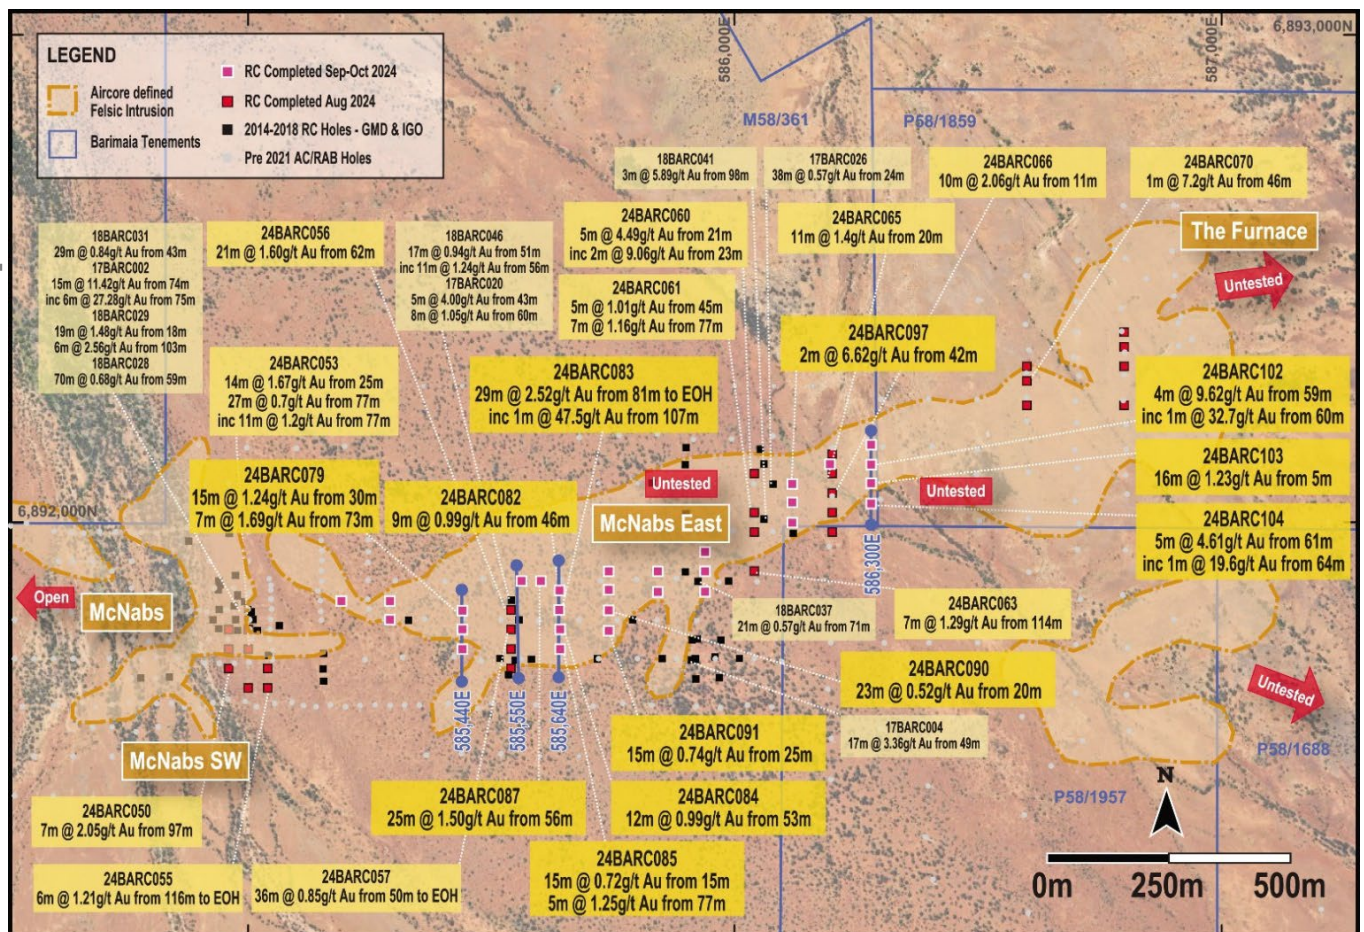 586,000E
587,000E
6,893,000N
LEGEND
Aircore defined
Felsic Intrusion
Barimaia Tenements
RC Completed Sep-Oct 2024
RC Completed Aug 2024
2014-2018 RC Holes - GMD & IGO
Pre 2021 AC/RAB Holes
M58/361
P58/1859
18BARC041
3m @ 5.89g/t Au from 98m
17BARC026
38m @ 0.57g/t Au from 24m
24BARC066
10m @ 2.06g/t Au from 11m
24BARC070
1m @ 7.2g/t Au from 46m
18BARC031
29m @ 0.84g/t Au from 43m
17BARC002
15m @ 11.42g/t Au from 74m
inc 6m @ 27.28g/t Au from 75m
18BARC029
19m @ 1.48g/t Au from 18m
6m @ 2.56g/t Au from 103m
18BARC028
70m @ 0.68g/t Au from 59m
24BARC056
21m @ 1.60g/t Au from 62m
18BARC046
17m @ 0.94g/t Au from 51m
inc 11m @ 1.24g/t Au from 56m
17BARC020
5m @ 4.00g/t Au from 43m
8m @ 1.05g/t Au from 60m
24BARC060
5m @ 4.49g/t Au from 21m
inc 2m @ 9.06g/t Au from 23m
24BARC065
11m @ 1.4g/t Au from 20m
The Furnace
Untested
24BARC061
5m @ 1.01g/t Au from 45m
7m @ 1.16g/t Au from 77m
24BARC097
2m @ 6.62g/t Au from 42m
24BARC053
14m @ 1.67g/t Au from 25m
27m @ 0.7g/t Au from 77m
inc 11m @ 1.2g/t Au from 77m
24BARC083
29m @ 2.52g/t Au from 81m to EOH
inc 1m @ 47.5g/t Au from 107m
24BARC102
4m @ 9.62g/t Au from 59m
inc 1m @ 32.7g/t Au from 60m
24BARC103
16m @ 1.23g/t Au from 5m
24BARC079
15m @ 1.24g/t Au from 30m
7m @ 1.69g/t Au from 73m
24BARC082
9m @ 0.99g/t Au from 46m
Untested
Untested
McNabs East
6,892,000N
24BARC104
5m @ 4.61g/t Au from 61m
inc 1m @ 19.6g/t Au from 64m
586,300E
Open
McNabs
18BARC037
21m @ 0.57g/t Au from 71m
24BARC063
7m @ 1.29g/t Au from 114m
24BARC090
23m @ 0.52g/t Au from 20m
Untested
585,440E
585,550E
585,640E
24BARC091
15m @ 0.74g/t Au from 25m
17BARC004
17m @ 3.36g/t Au from 49m
P58/1688
McNabs SW
N
P58/1957
24BARC050
7m @ 2.05g/t Au from 97m
24BARC087
25m @ 1.50g/t Au from 56m
24BARC084
12m @ 0.99g/t Au from 53m
24BARC085
15m @ 0.72g/t Au from 15m
5m @ 1.25g/t Au from 77m
24BARC055
6m @ 1.21g/t Au from 116m to EOH
24BARC057
36m @ 0.85g/t Au from 50m to EOH
0m 250m 500m